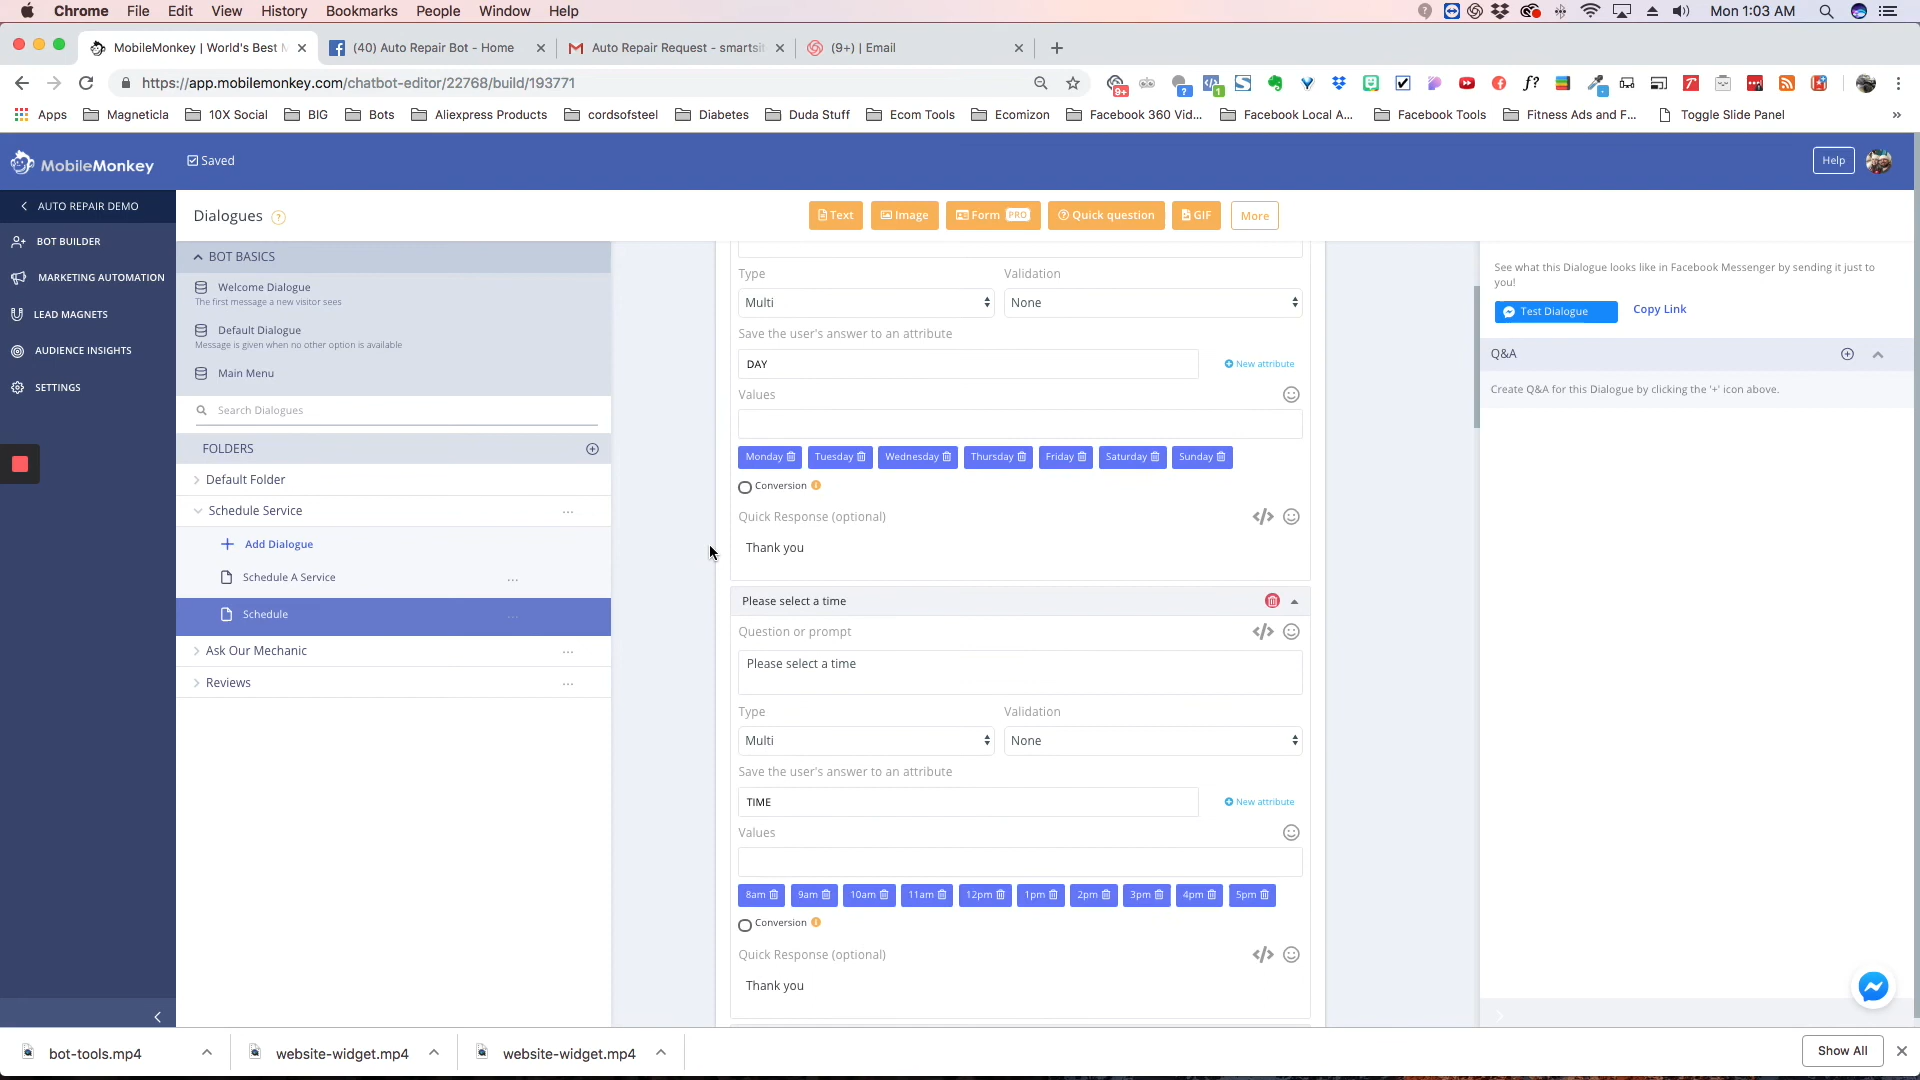 Chrome File Edit View History Bookmarks People Window Help Mon 1:03 AM
MobileMonkey | World's Best M (40) Auto Repair Bot - Home Auto Repair Request - smartsit (9+) | Email
https://app.mobilemonkey.com/chatbot-editor/22768/build/193771
Apps Magneticla 10X Social BIG Bots Aliexpress Products cordsofsteel Diabetes Duda Stuff Ecom Tools Ecomizon Facebook 360 Vid... Facebook Local A... Facebook Tools Fitness Ads and F... Toggle Slide Panel »
MobileMonkey Saved Help
AUTO REPAIR DEMO
BOT BUILDER
MARKETING AUTOMATION
LEAD MAGNETS
AUDIENCE INSIGHTS
SETTINGS
Dialogues ? Text Image Form PRO Quick question GIF More
BOT BASICS
Welcome Dialogue
The first message a new visitor sees
Default Dialogue
Message is given when no other option is available
Main Menu
Search Dialogues
FOLDERS
Default Folder
Schedule Service ...
Add Dialogue
Schedule A Service ...
Schedule ...
Ask Our Mechanic ...
Reviews ...
Type Validation
Multi None
Save the user's answer to an attribute
DAY New attribute
Values
Monday Tuesday Wednesday Thursday Friday Saturday Sunday
Conversion
Quick Response (optional) </>
Thank you
Please select a time
Question or prompt </>
Please select a time
Type Validation
Multi None
Save the user's answer to an attribute
TIME New attribute
Values
8am 9am 10am 11am 12pm 1pm 2pm 3pm 4pm 5pm
Conversion
Quick Response (optional) </>
Thank you
See what this Dialogue looks like in Facebook Messenger by sending it just to
you!
Test Dialogue Copy Link
Q&A
Create Q&A for this Dialogue by clicking the '+' icon above.
bot-tools.mp4 website-widget.mp4 website-widget.mp4 Show All